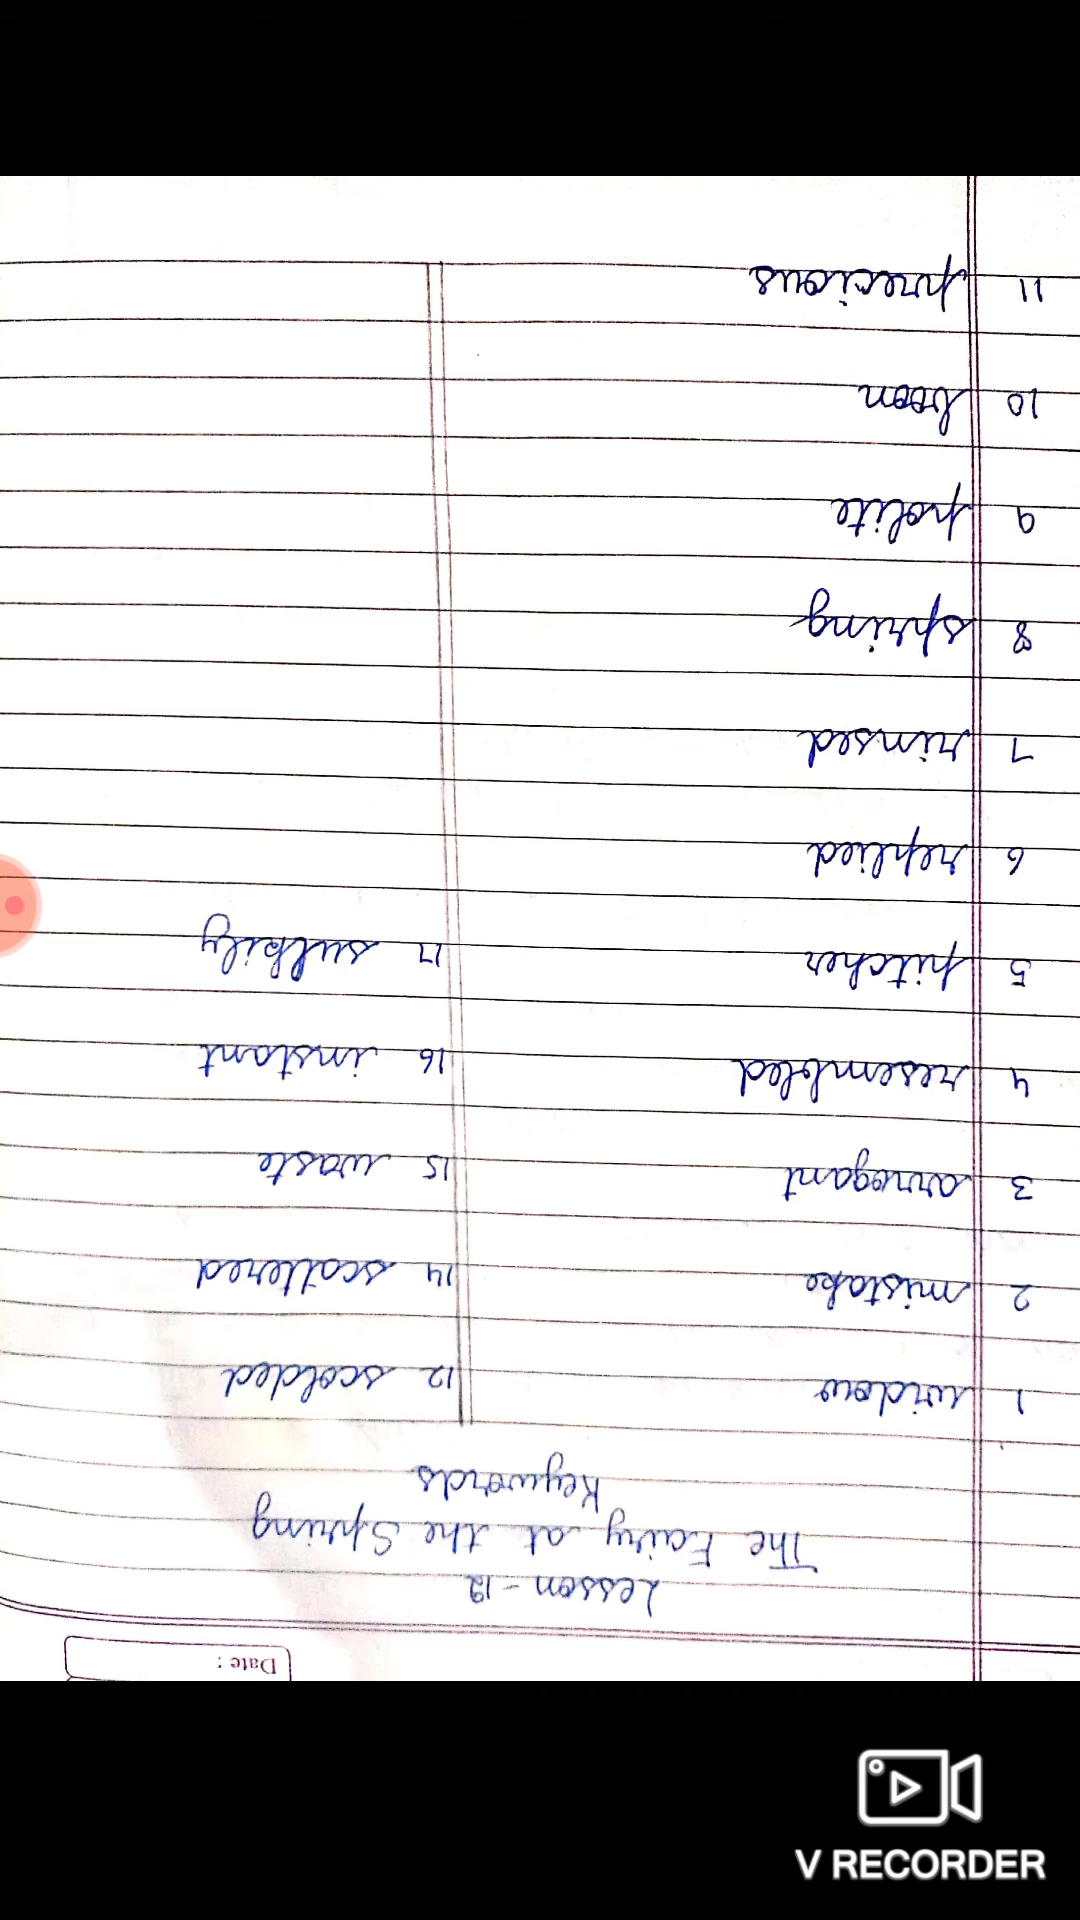 Date :
Lesson - 12
The Fairy at the Spring
Keywords
1 widow
2 mistake
3 arrogant
4 resembled
5 pitcher
6 replied
7 rinsed
8 spring
9 polite
10 boon
11 precious
12 scolded
14 scattered
15 waste
16 instant
17 sulkily
V RECORDER